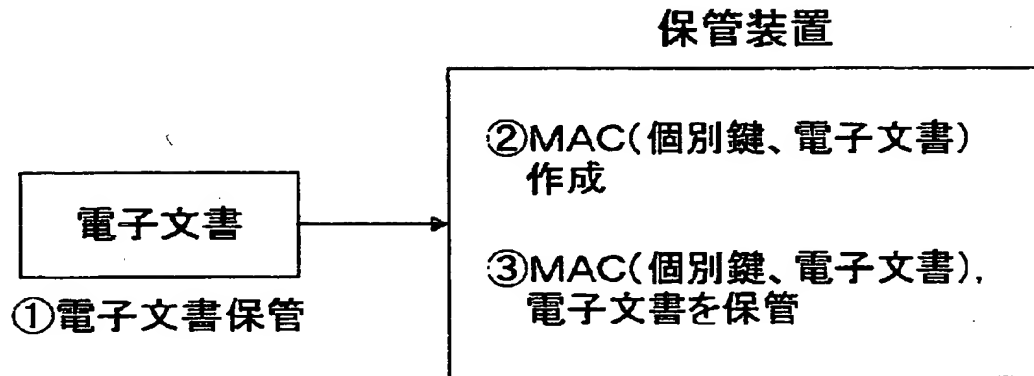 保管装置
②MAC(個別鍵、電子文書)
作成
電子文書
③MAC(個別鍵、電子文書),
電子文書を保管
①電子文書保管